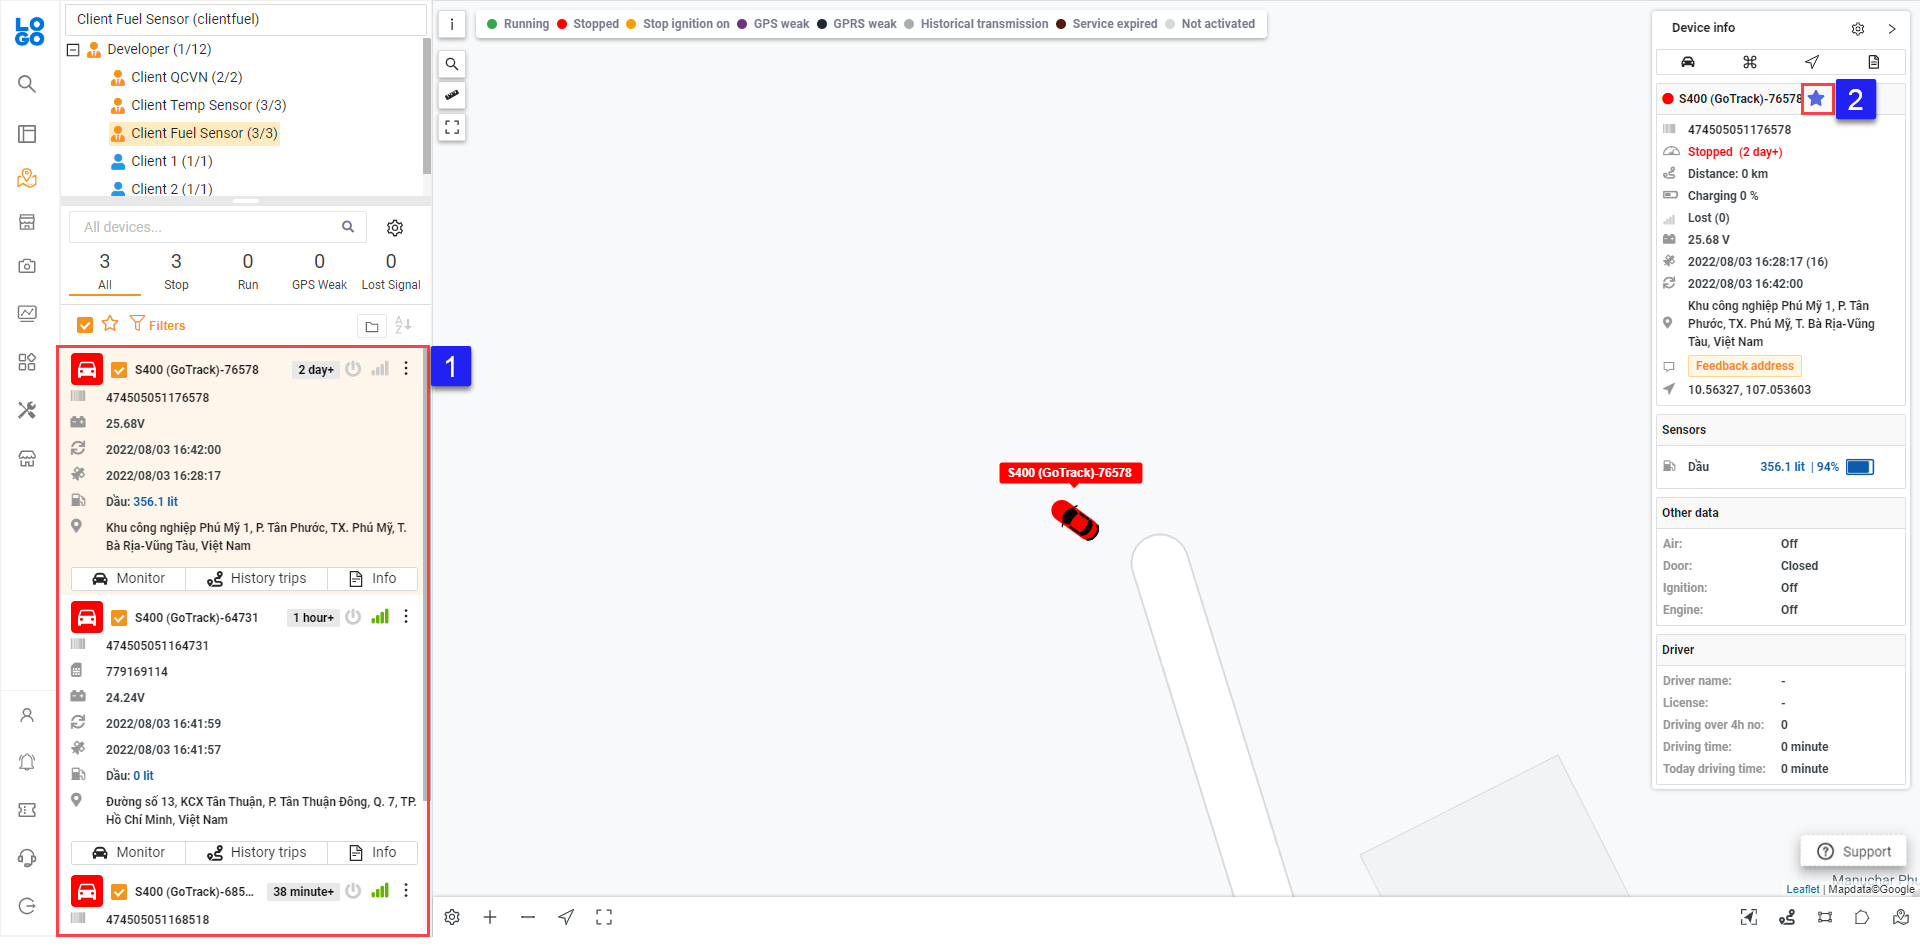 LO
GO
Client Fuel Sensor (clientfuel)
Developer (1/12)
Client QCVN (2/2)
Client Temp Sensor (3/3)
Client Fuel Sensor (3/3)
Client 1 (1/1)
Client 2 (1/1)
All devices...
3 3 0 0 0
All Stop Run GPS Weak Lost Signal
Filters
S400 (GoTrack)-76578 2 day+
474505051176578
25.68V
2022/08/03 16:42:00
2022/08/03 16:28:17
Dầu: 356.1 lit
Khu công nghiệp Phú Mỹ 1, P. Tân Phước, TX. Phú Mỹ, T.
Bà Rịa-Vũng Tàu, Việt Nam
Monitor History trips Info
S400 (GoTrack)-64731 1 hour+
474505051164731
779169114
24.24V
2022/08/03 16:41:59
2022/08/03 16:41:57
Dầu: 0 lit
Đường số 13, KCX Tân Thuận, P. Tân Thuận Đông, Q. 7, TP.
Hồ Chí Minh, Việt Nam
Monitor History trips Info
S400 (GoTrack)-685... 38 minute+
474505051168518
1
i
Running Stopped Stop ignition on GPS weak GPRS weak Historical transmission Service expired Not activated
S400 (GoTrack)-76578
Device info
S400 (GoTrack)-76578
2
474505051176578
Stopped (2 day+)
Distance: 0 km
Charging 0 %
Lost (0)
25.68 V
2022/08/03 16:28:17 (16)
2022/08/03 16:42:00
Khu công nghiệp Phú Mỹ 1, P. Tân
Phước, TX. Phú Mỹ, T. Bà Rịa-Vũng
Tàu, Việt Nam
Feedback address
10.56327, 107.053603
Sensors
Dầu 356.1 lit | 94%
Other data
Air: Off
Door: Closed
Ignition: Off
Engine: Off
Driver
Driver name: -
License: -
Driving over 4h no: 0
Driving time: 0 minute
Today driving time: 0 minute
Support
Manuchar Phu
Leaflet | Mapdata©Google